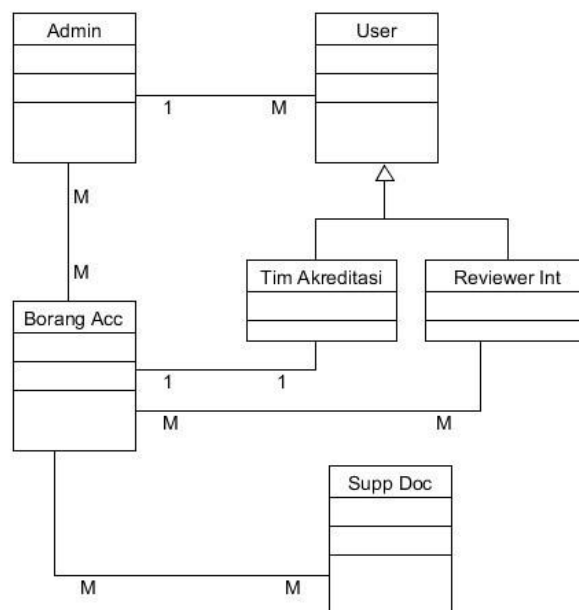 Admin
User
1
M
M
M
Tim Akreditasi
Reviewer Int
Borang Acc
1
1
M
M
Supp Doc
M
M